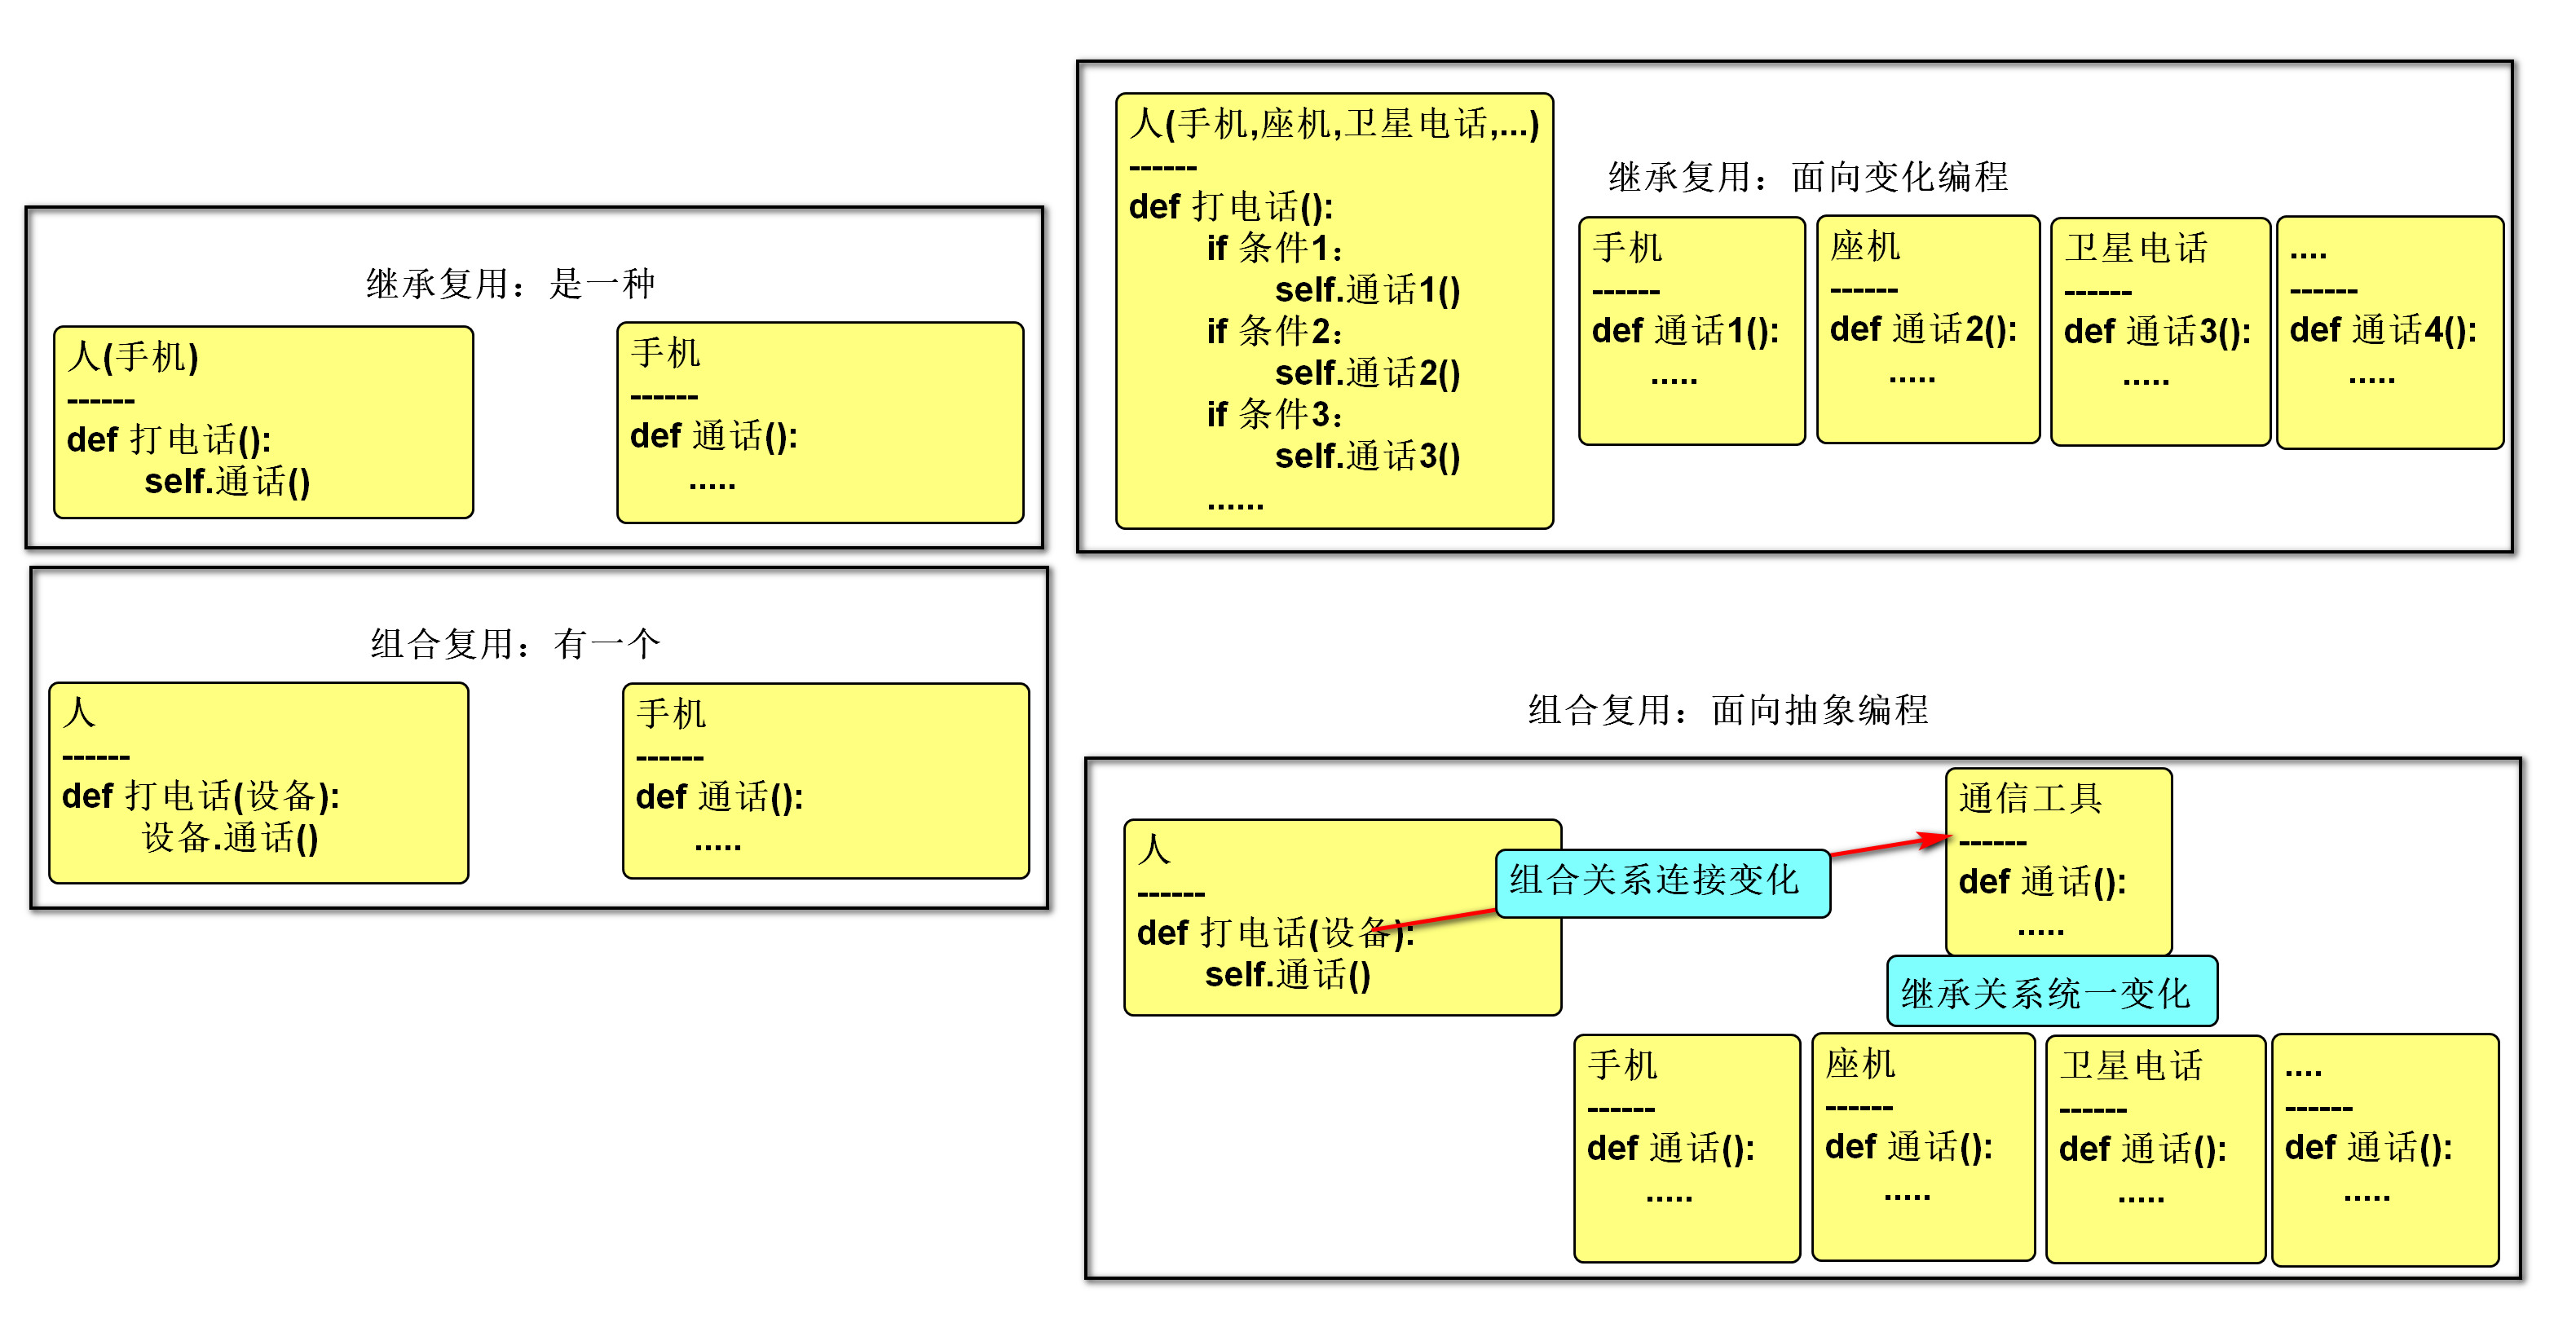 继承复用：是一种
人(手机)
------
def 打电话():
self.通话()
手机
------
def 通话():
.....
组合复用：有一个
人
------
def 打电话(设备):
设备.通话()
手机
------
def 通话():
.....
人(手机,座机,卫星电话,...)
------
def 打电话():
if 条件1：
self.通话1()
if 条件2：
self.通话2()
if 条件3：
self.通话3()
......
继承复用：面向变化编程
手机
------
def 通话1():
.....
座机
------
def 通话2():
.....
卫星电话
------
def 通话3():
.....
....
------
def 通话4():
.....
组合复用：面向抽象编程
人
------
def 打电话(设备):
self.通话()
组合关系连接变化
通信工具
------
def 通话():
.....
继承关系统一变化
手机
------
def 通话():
.....
座机
------
def 通话():
.....
卫星电话
------
def 通话():
.....
....
------
def 通话():
.....